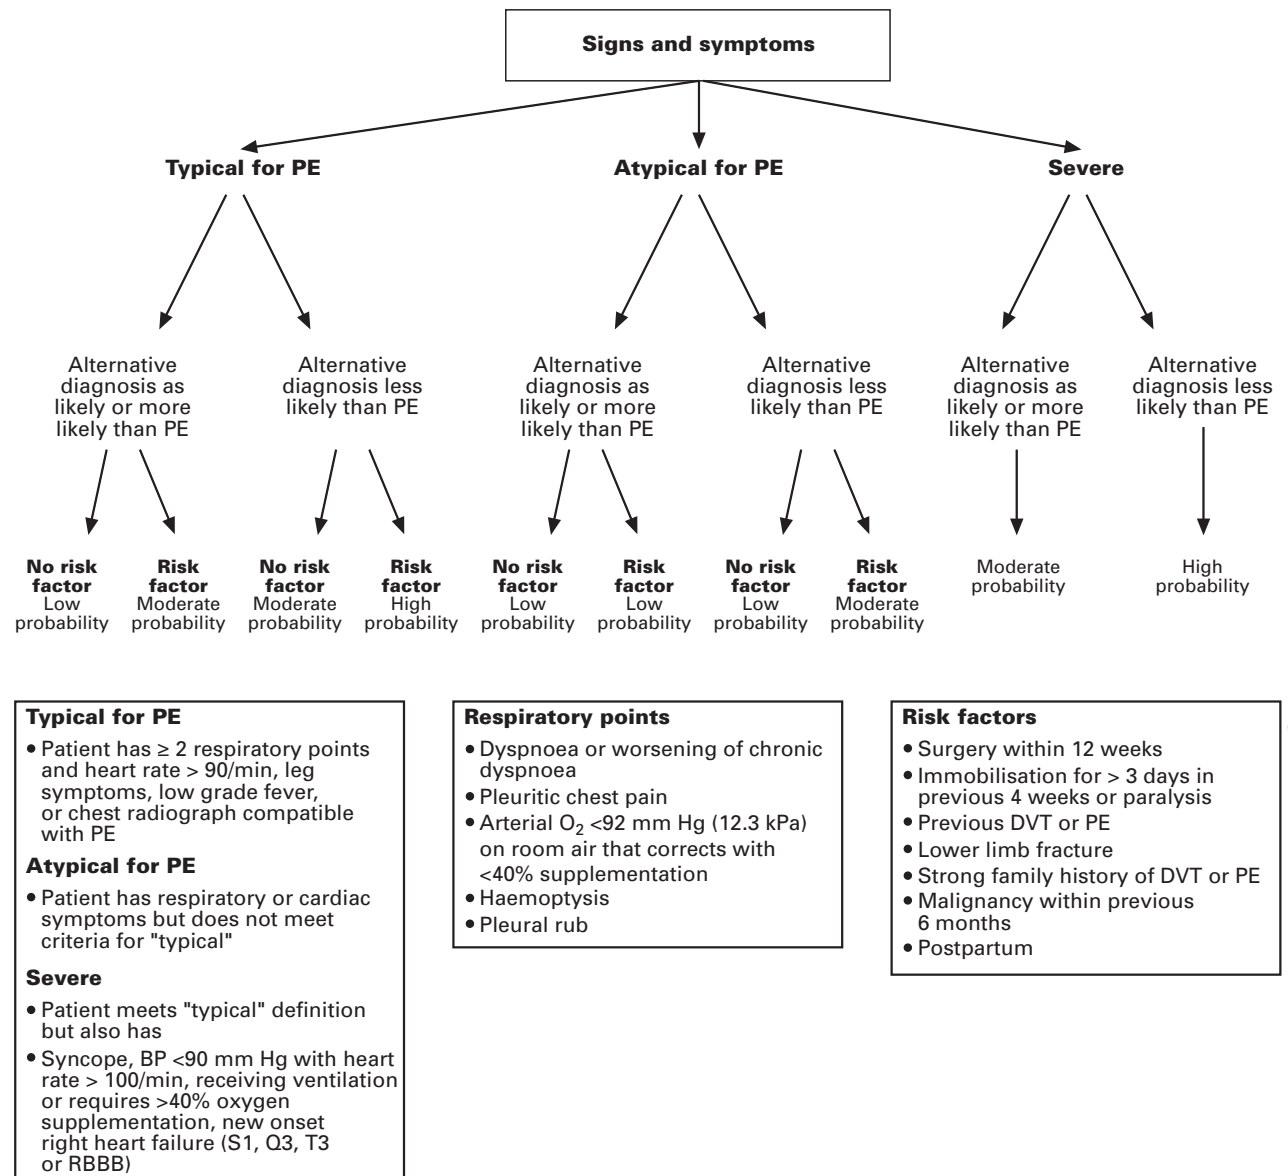 Signs and symptoms
Typical for PE
Atypical for PE
Severe
Alternative
diagnosis as
likely or more
likely than PE
Alternative
diagnosis less
likely than PE
Alternative
diagnosis as
likely or more
likely than PE
Alternative
diagnosis less
likely than PE
Alternative
diagnosis as
likely or more
likely than PE
Alternative
diagnosis less
likely than PE
No risk
factor
Low
probability
Risk
factor
Moderate
probability
No risk
factor
Moderate
probability
Risk
factor
High
probability
No risk
factor
Low
probability
Risk
factor
Low
probability
No risk
factor
Low
probability
Risk
factor
Moderate
probability
Moderate
probability
High
probability
Typical for PE
• Patient has ≥ 2 respiratory points
and heart rate > 90/min, leg
symptoms, low grade fever,
or chest radiograph compatible
with PE
Atypical for PE
• Patient has respiratory or cardiac
symptoms but does not meet
criteria for "typical"
Severe
• Patient meets "typical" definition
but also has
• Syncope, BP <90 mm Hg with heart
rate > 100/min, receiving ventilation
or requires >40% oxygen
supplementation, new onset
right heart failure (S1, Q3, T3
or RBBB)
Respiratory points
• Dyspnoea or worsening of chronic
dyspnoea
• Pleuritic chest pain
• Arterial O₂ <92 mm Hg (12.3 kPa)
on room air that corrects with
<40% supplementation
• Haemoptysis
• Pleural rub
Risk factors
• Surgery within 12 weeks
• Immobilisation for > 3 days in
previous 4 weeks or paralysis
• Previous DVT or PE
• Lower limb fracture
• Strong family history of DVT or PE
• Malignancy within previous
6 months
• Postpartum